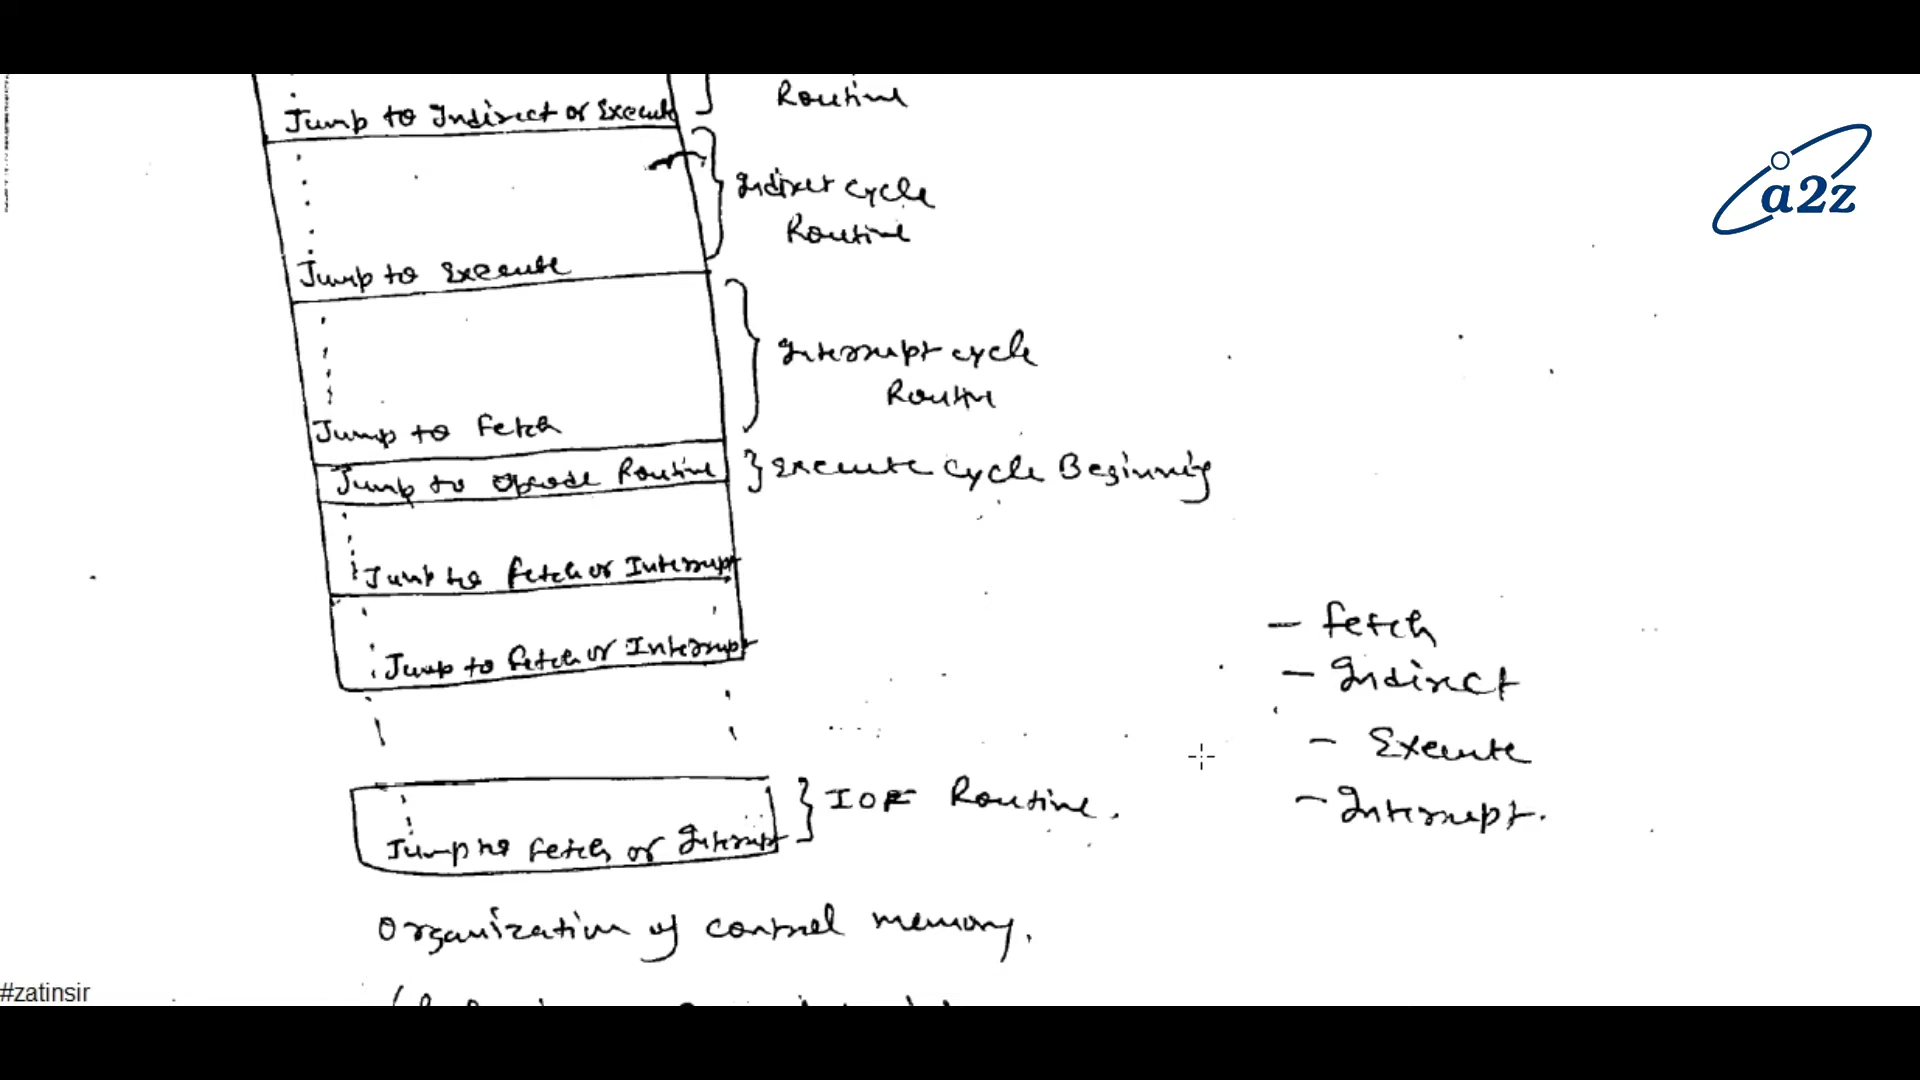 Routine
Jump to Indirect or Execute
Indirect cycle
Routine
Jump to Execute
Interrupt cycle
Routine
Jump to Fetch
Jump to Opcode Routine
Execute cycle Beginning
Jump to fetch or Interrupt
Jump to fetch or Interrupt
- fetch
- Indirect
- Execute
- Interrupt.
IOF Routine.
Jump to fetch or Interrupt
Organization of control memory.
a2z
#zatinsir